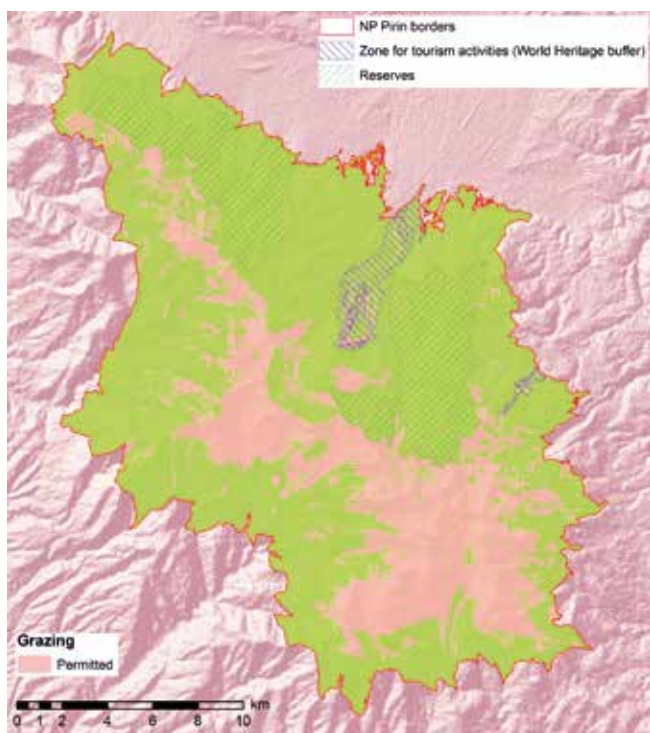 NP Pirin borders
Zone for tourism activities (World Heritage buffer)
Reserves
Grazing
Permitted
km
0 1 2 4 6 8 10